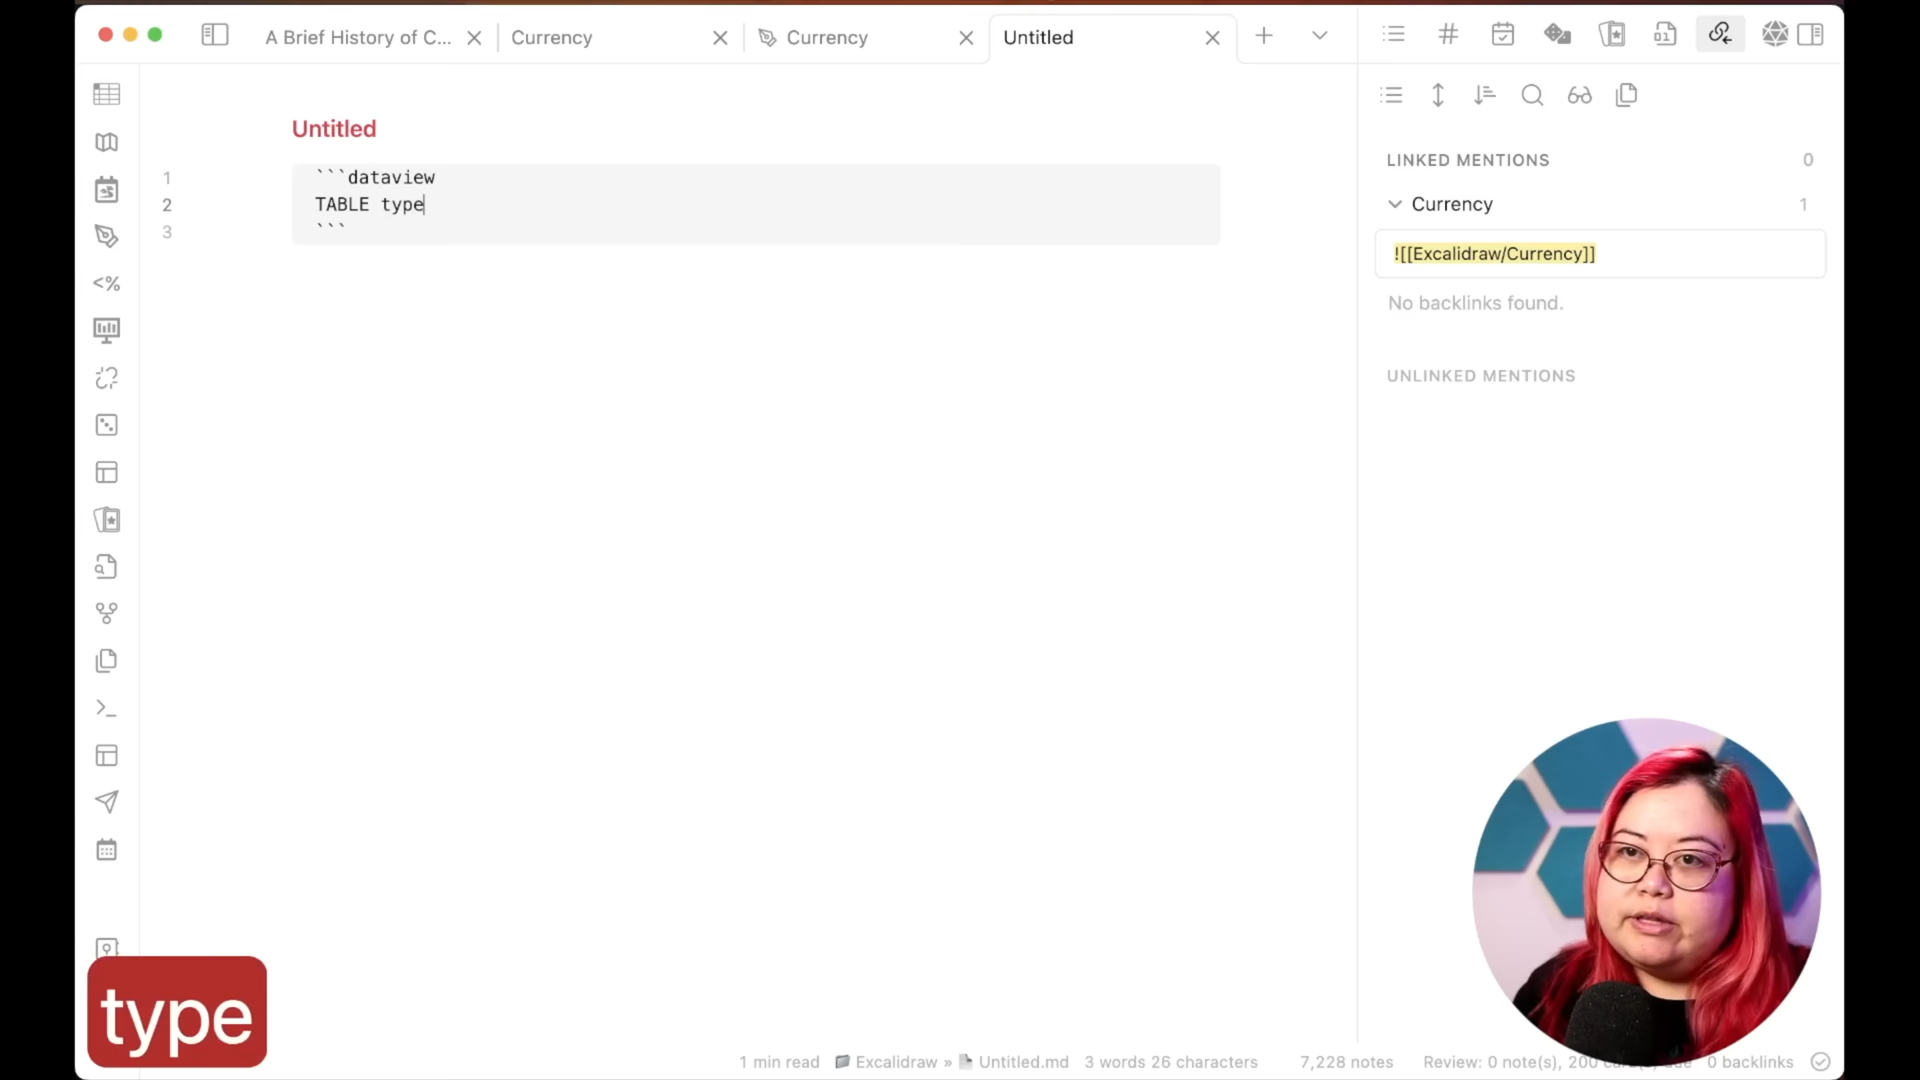 A Brief History of C...
Currency
Currency
Untitled
Untitled
1
```dataview
2
TABLE type
3
```
<%
LINKED MENTIONS
0
Currency
1
![[Excalidraw/Currency]]
No backlinks found.
UNLINKED MENTIONS
type
1 min read
Excalidraw » Untitled.md
3 words 26 characters
7,228 notes
Review: 0 note(s), 200
0 backlinks